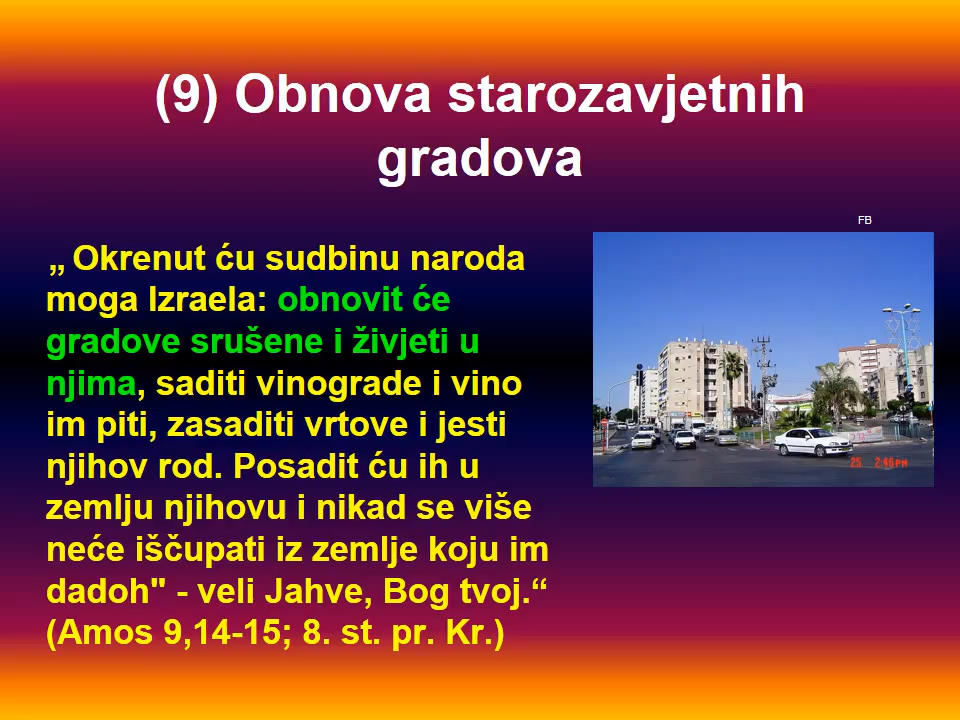 (9) Obnova starozavjetnih
gradova
FB
„ Okrenut ću sudbinu naroda
moga Izraela: obnovit će
gradove srušene i živjeti u
njima, saditi vinograde i vino
im piti, zasaditi vrtove i jesti
njihov rod. Posadit ću ih u
zemlju njihovu i nikad se više
neće iščupati iz zemlje koju im
dadoh" - veli Jahve, Bog tvoj.“
(Amos 9,14-15; 8. st. pr. Kr.)
25 2:46PM